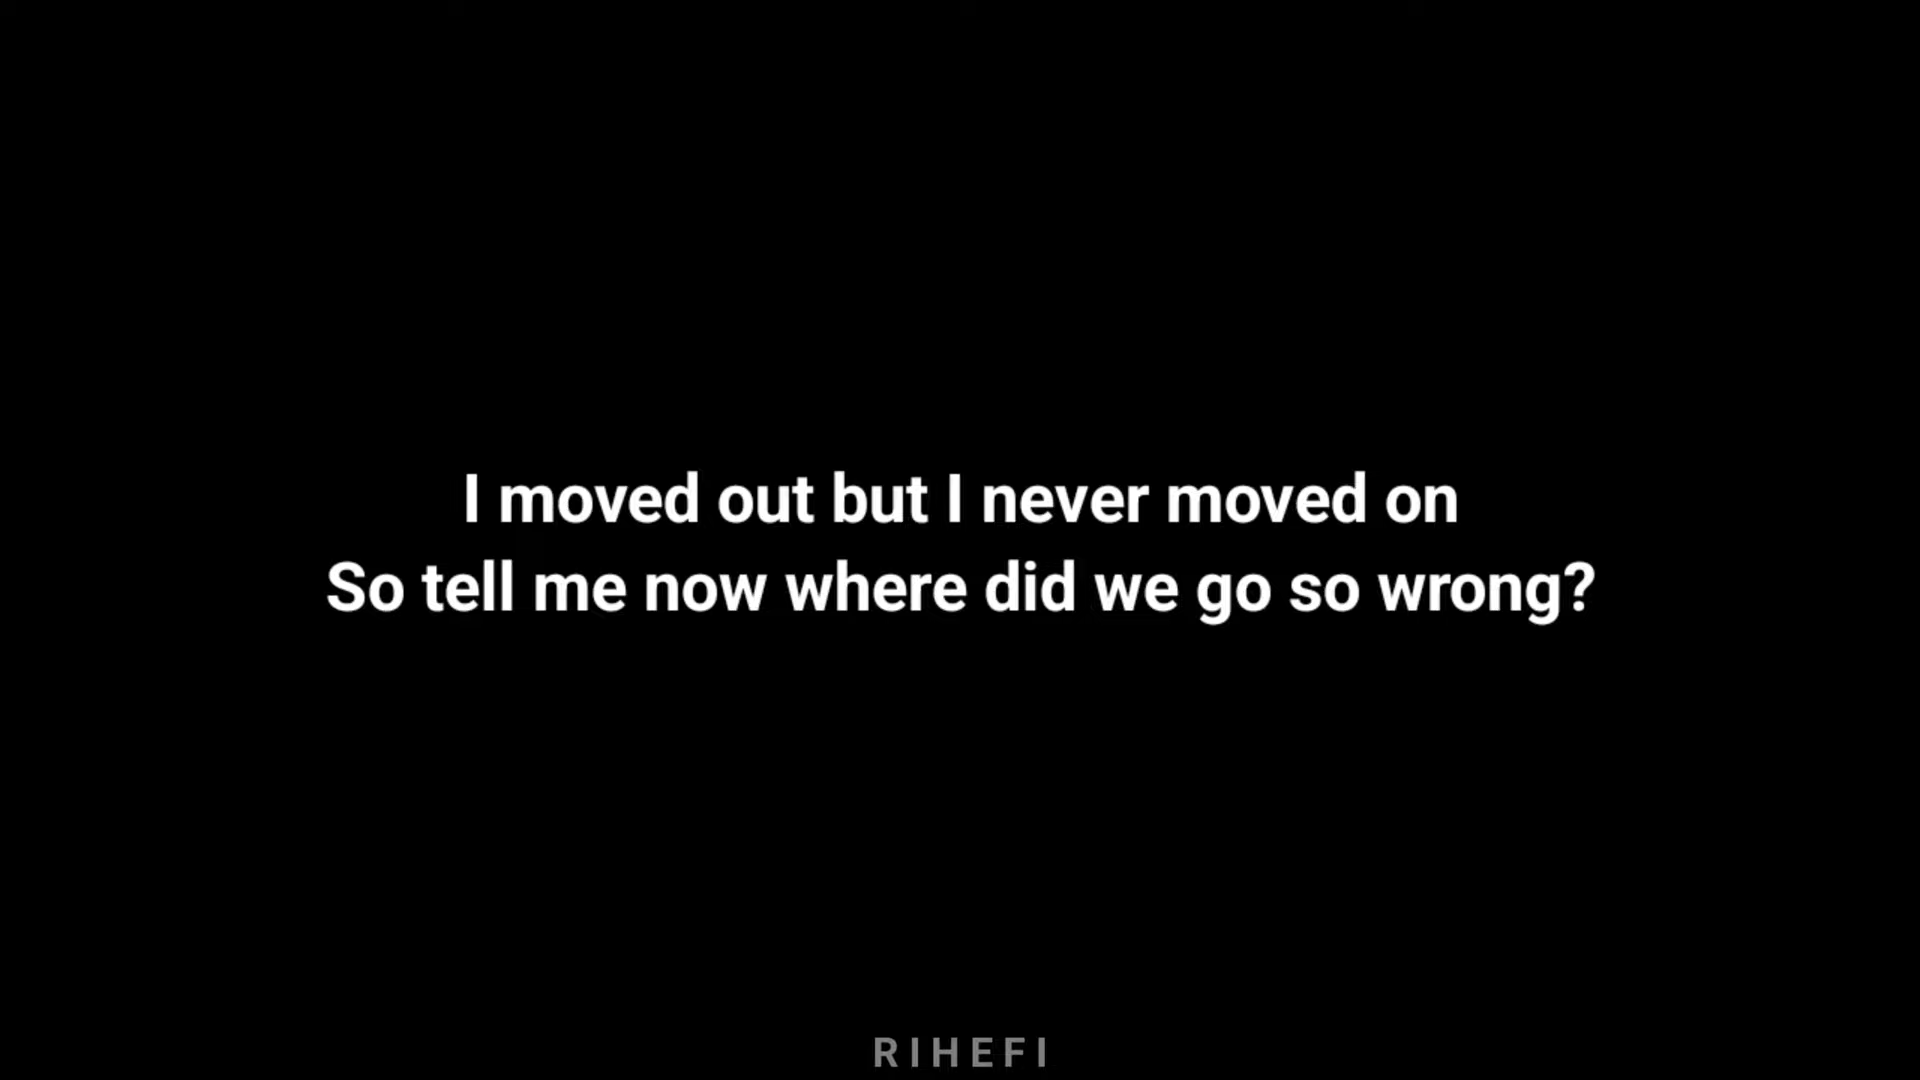 I moved out but I never moved on
So tell me now where did we go so wrong?
RIHEFI